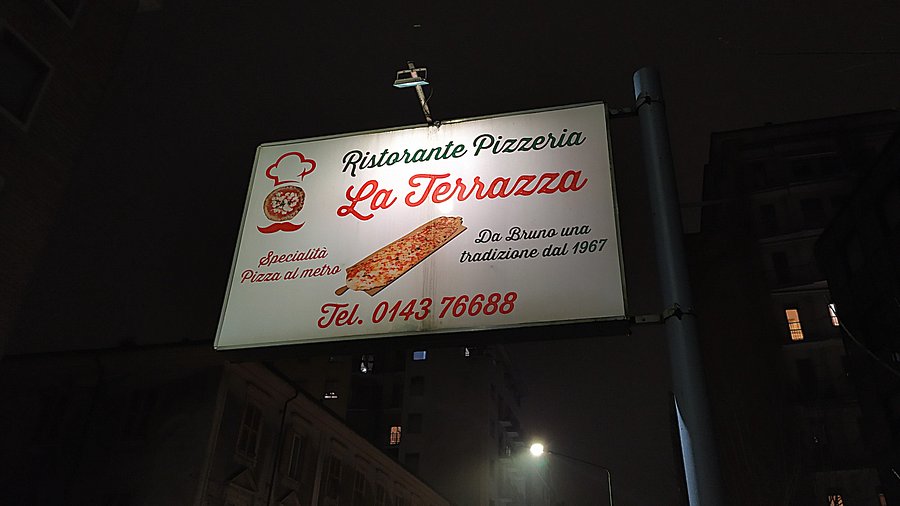 Ristorante Pizzeria
La Terrazza
Specialità
Pizza al metro
Da Bruno una
tradizione dal 1967
Tel. 0143 76688